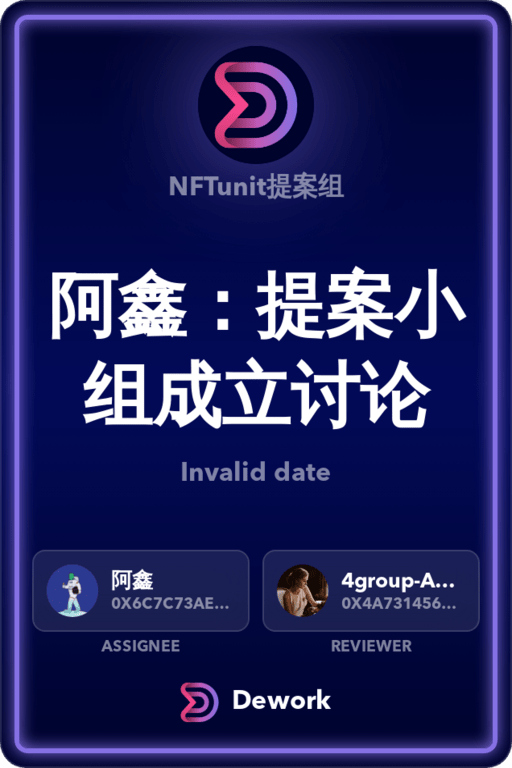 NFTunit提案组
阿鑫：提案小
组成立讨论
Invalid date
阿鑫
0X6C7C73AE...
4group-A...
0X4A731456...
ASSIGNEE
REVIEWER
Dework